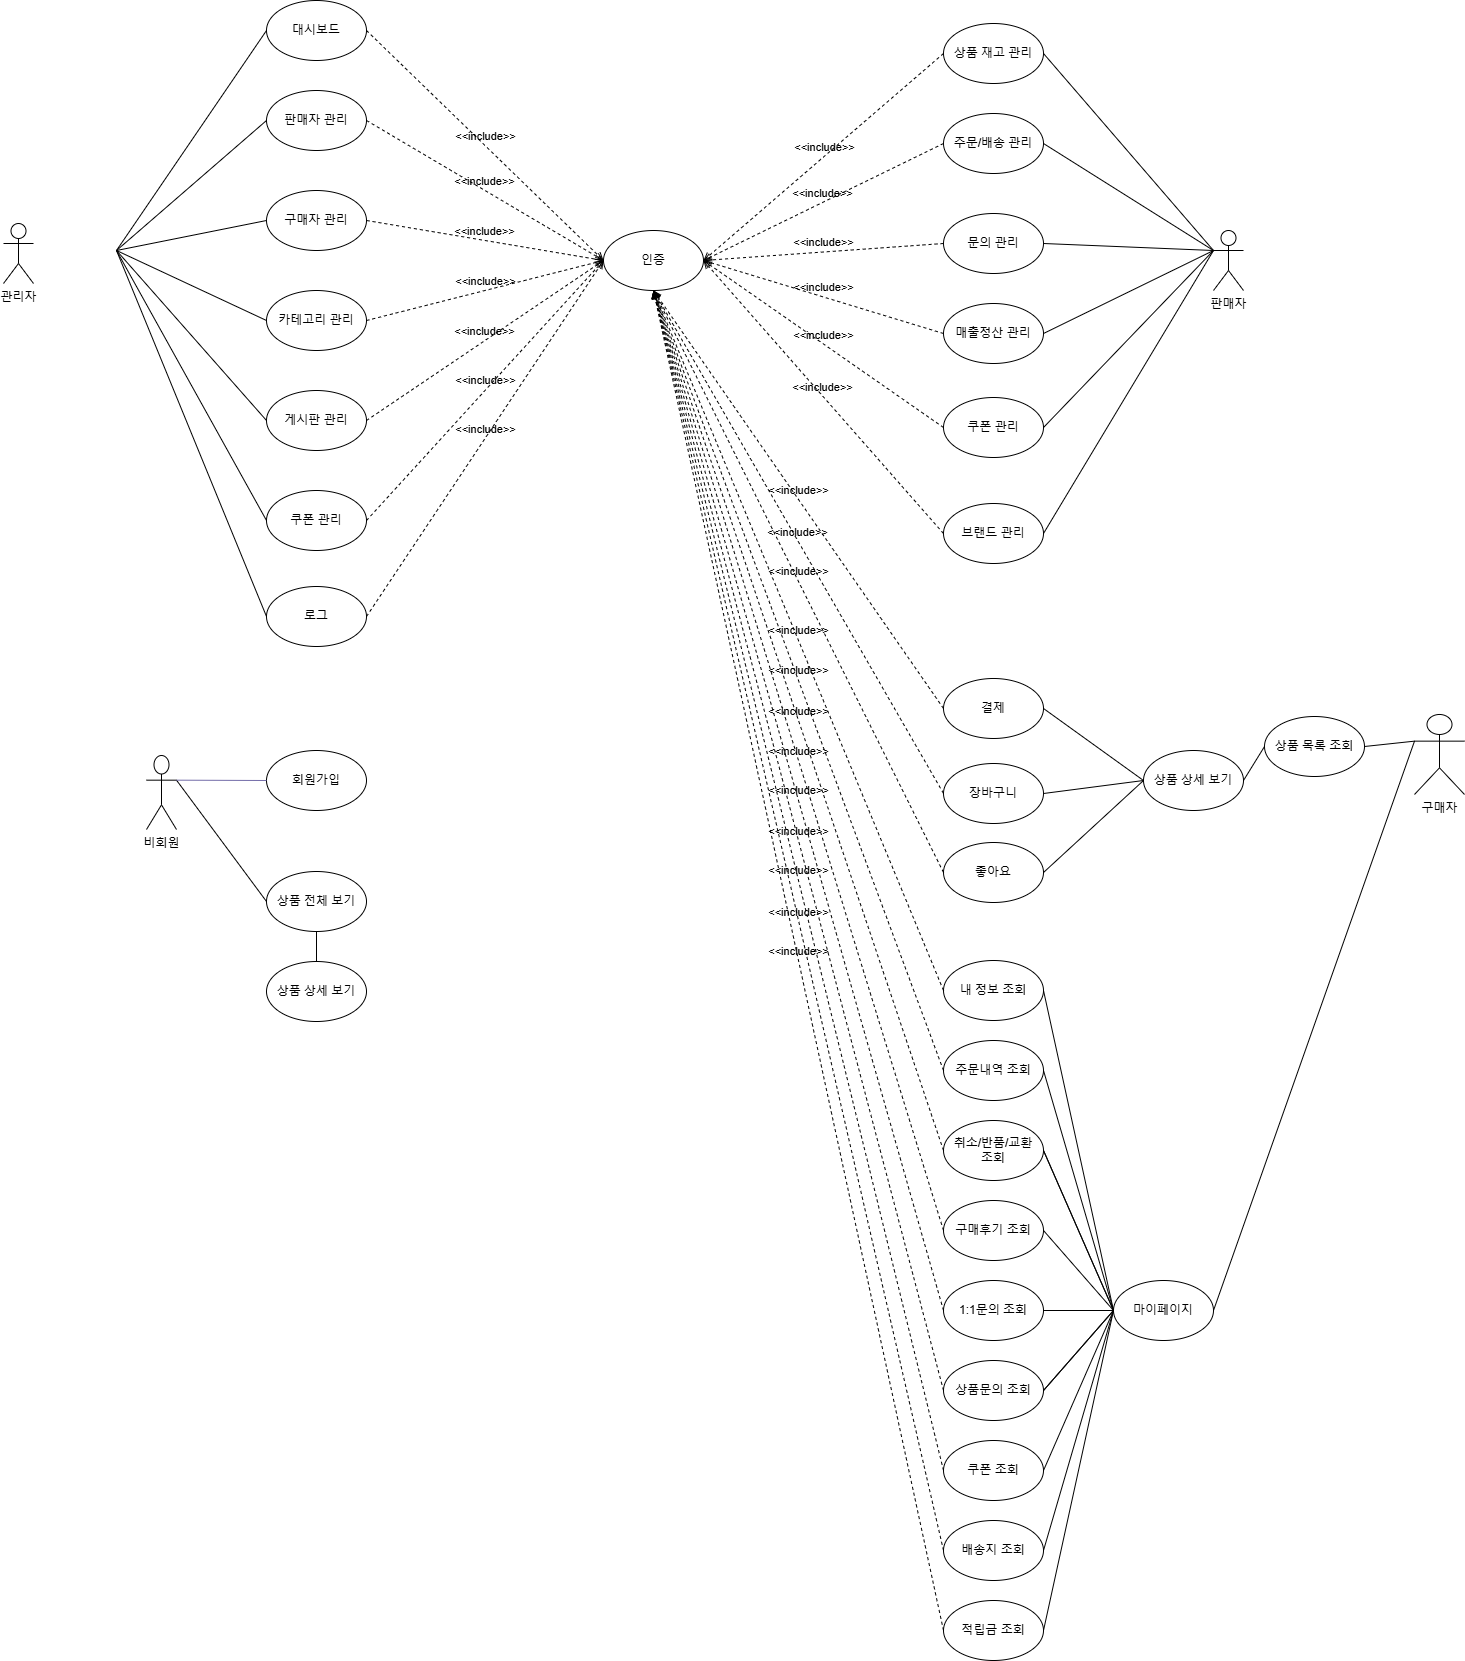 대시보드
판매자 관리
구매자 관리
카테고리 관리
게시판 관리
쿠폰 관리
로그
관리자
<<include>>
<<include>>
<<include>>
<<include>>
<<include>>
<<include>>
<<include>>
인증
<<include>>
<<include>>
<<include>>
<<include>>
<<include>>
<<include>>
상품 재고 관리
주문/배송 관리
문의 관리
매출정산 관리
쿠폰 관리
브랜드 관리
판매자
비회원
회원가입
상품 전체 보기
상품 상세 보기
<<include>>
<<include>>
<<include>>
<<include>>
<<include>>
<<include>>
<<include>>
<<include>>
<<include>>
<<include>>
<<include>>
<<include>>
결제
장바구니
좋아요
상품 상세 보기
상품 목록 조회
구매자
내 정보 조회
주문내역 조회
취소/반품/교환
조회
구매후기 조회
1:1문의 조회
상품문의 조회
쿠폰 조회
배송지 조회
적립금 조회
마이페이지